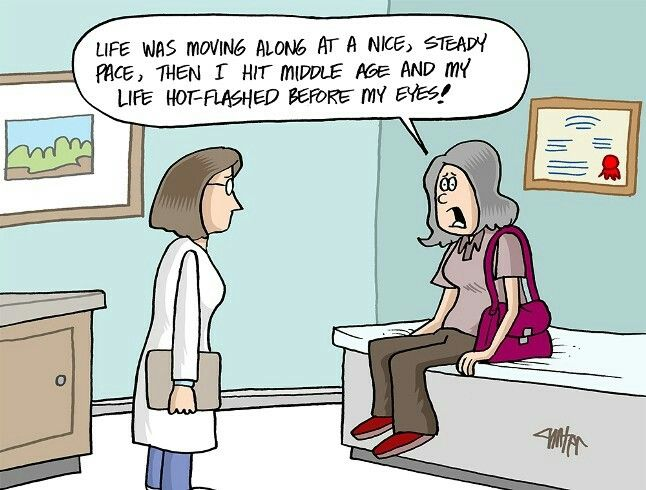 LIFE WAS MOVING ALONG AT A NICE, STEADY
PACE, THEN I HIT MIDDLE AGE AND MY
LIFE HOT-FLASHED BEFORE MY EYES!